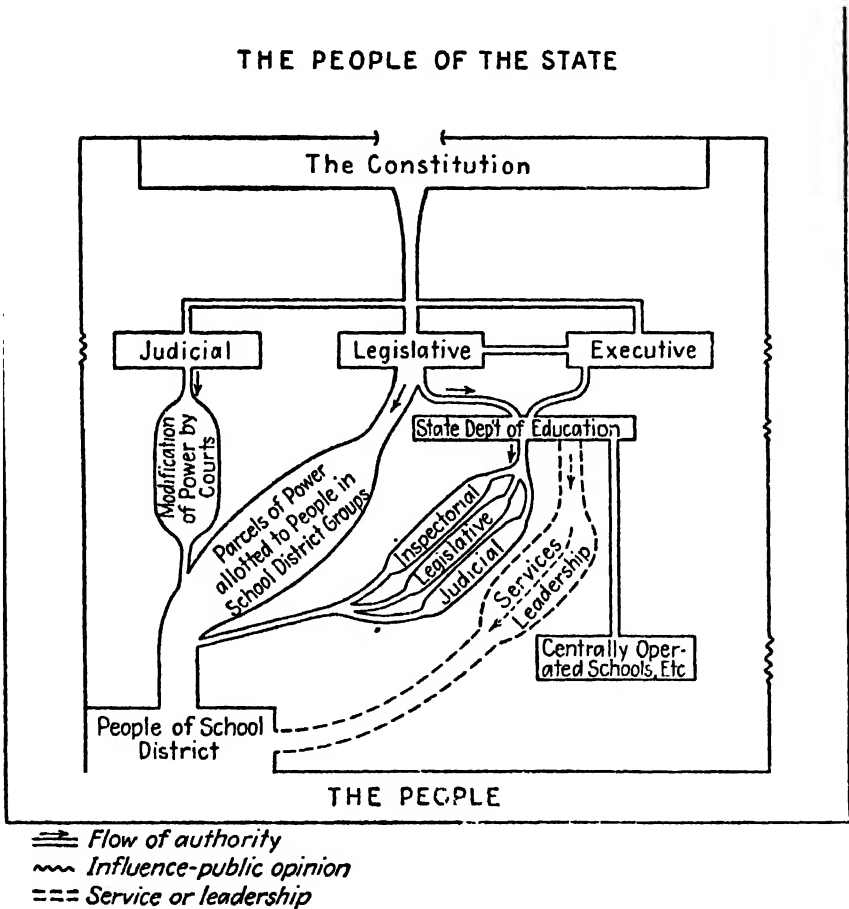 THE PEOPLE OF THE STATE
The Constitution
Judicial
Legislative
Executive
State Dep't of Education
Modification
of Power by
Courts
Parcels of Power
allotted to People in
School District Groups
Inspectorial
Legislative
Judicial
Services
Leadership
Centrally Oper-
ated Schools, Etc
People of School
District
THE PEOPLE
Flow of authority
Influence-public opinion
Service or leadership